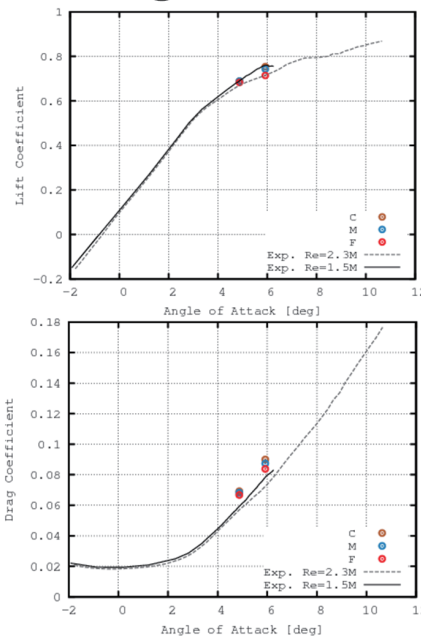 1
0.8
0.6
0.4
0.2
0
−0.2
Lift Coefficient
C
M
F
Exp. Re=2.3M
Exp. Re=1.5M
−2 0 2 4 6 8 10 12
Angle of Attack [deg]
0.18
0.16
0.14
0.12
0.1
0.08
0.06
0.04
0.02
0
Drag Coefficient
C
M
F
Exp. Re=2.3M
Exp. Re=1.5M
−2 0 2 4 6 8 10 12
Angle of Attack [deg]